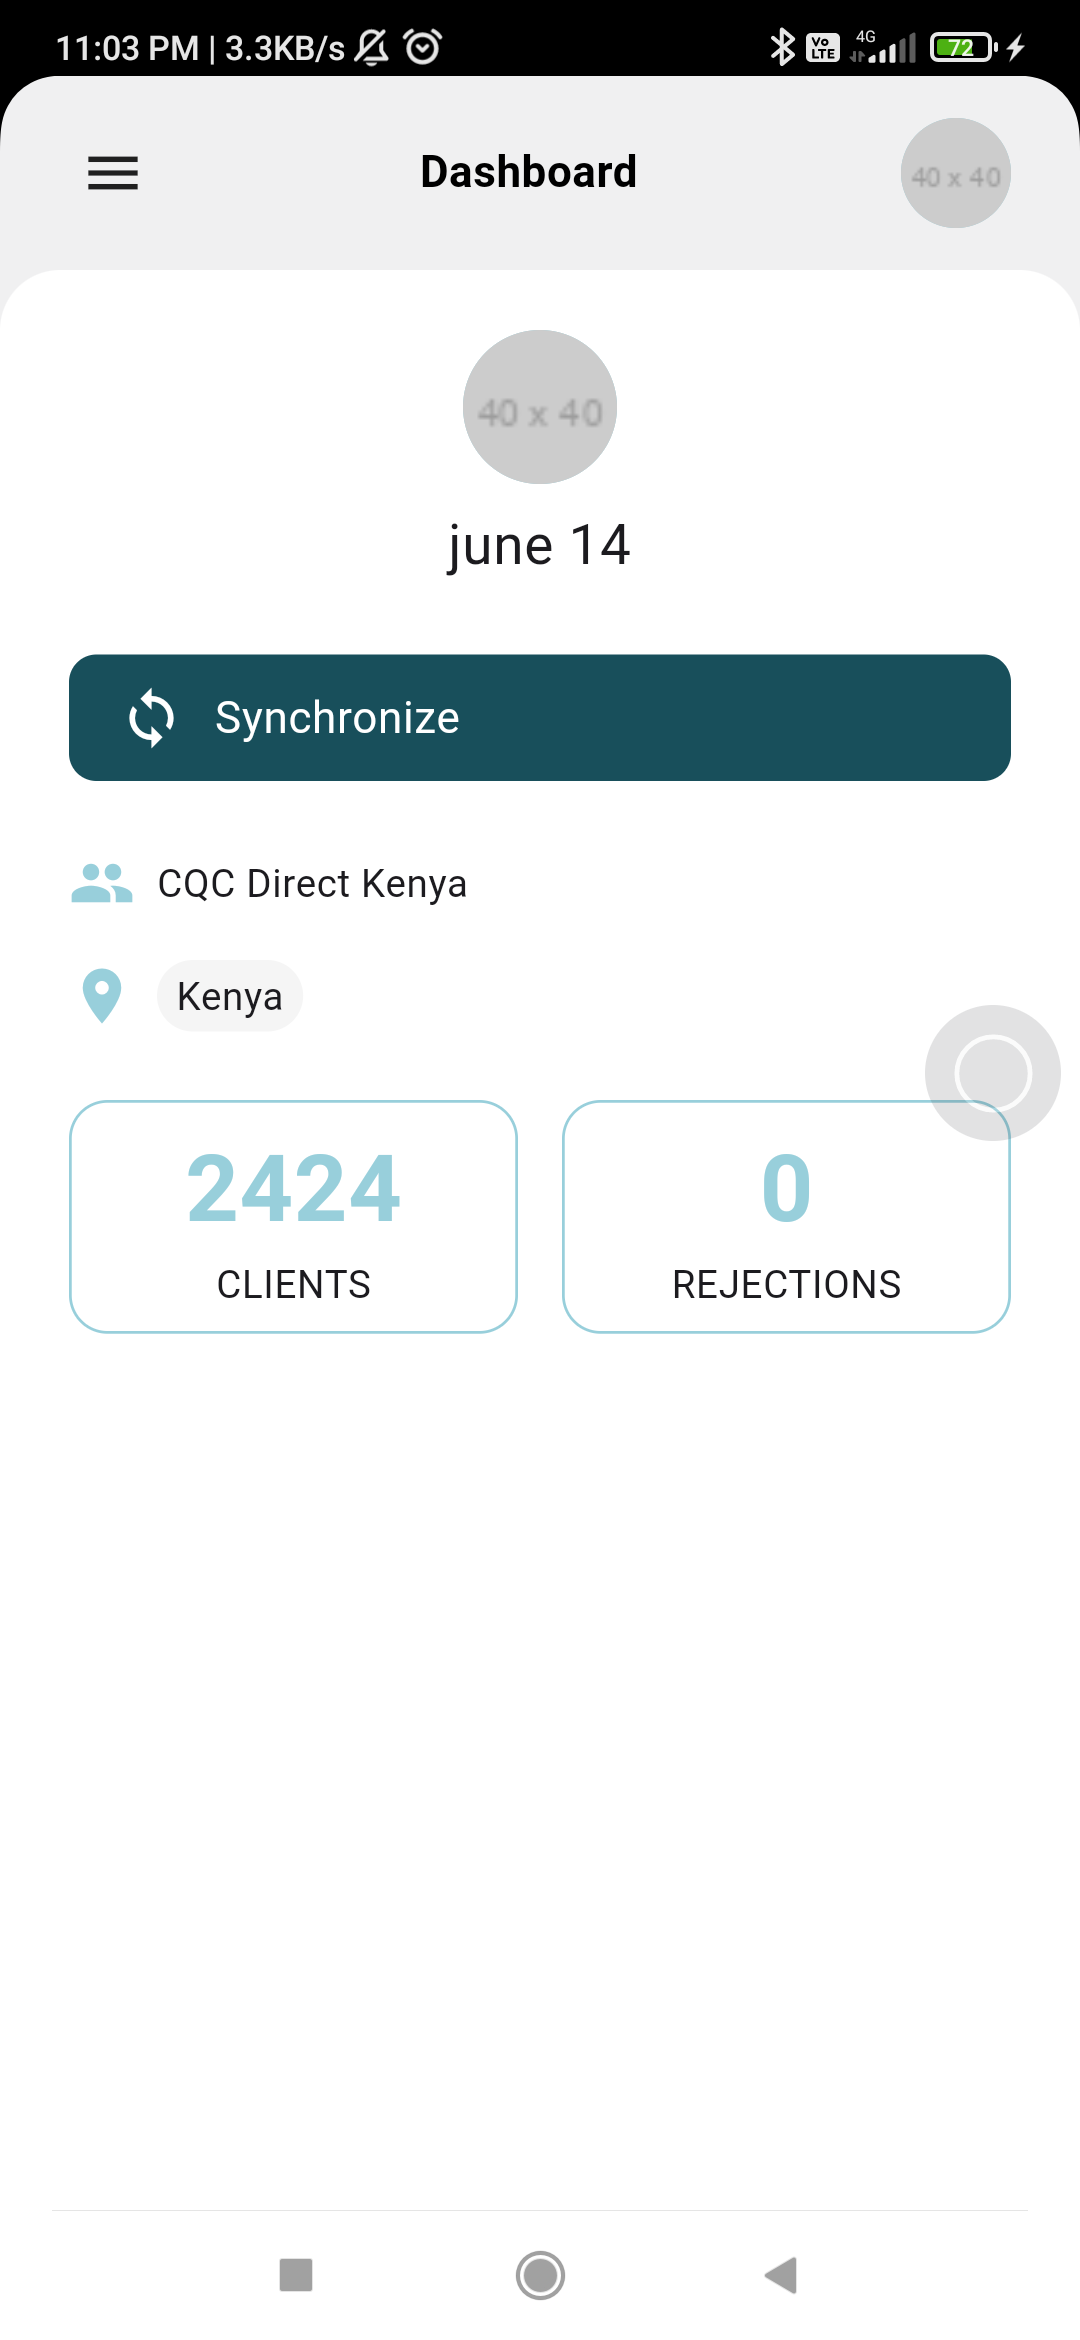 11:03 PM | 3.3KB/s Vo LTE 4G 72
Dashboard
40 x 40
40 x 40
june 14
Synchronize
CQC Direct Kenya
Kenya
2424
CLIENTS
0
REJECTIONS